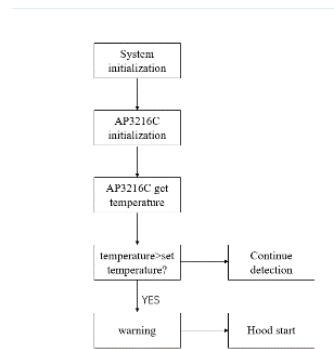 System
initialization
AP3216C
initialization
AP3216C get
temperature
temperature>set
temperature?
Continue
detection
YES
warning
Hood start